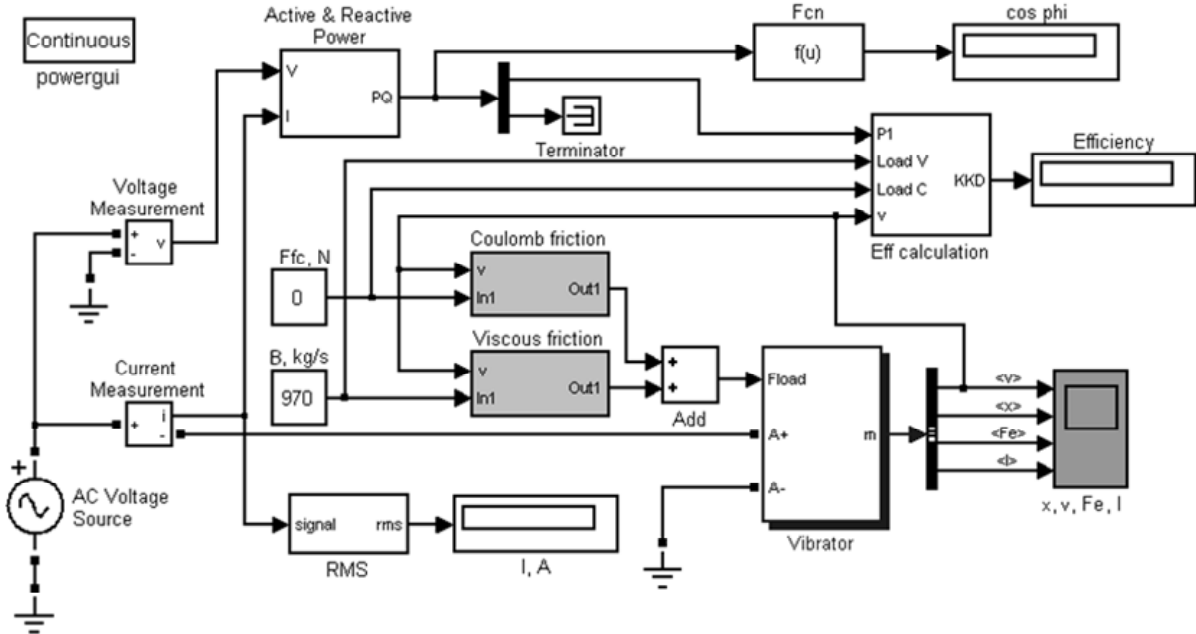 Continuous
powergui
Active & Reactive
Power
V
I
PQ
Fcn
f(u)
cos phi
Terminator
P1
Load V
Load C
v
KKD
Eff calculation
Efficiency
Voltage
Measurement
+
-
v
Ffc, N
0
Coulomb friction
v
In1
Out1
B, kg/s
970
Viscous friction
v
In1
Out1
+
+
Add
Current
Measurement
+
i
-
Fload
A+
A-
m
Vibrator
<v>
<x>
<Fe>
<I>
x, v, Fe, I
+
AC Voltage
Source
signal
rms
RMS
I, A